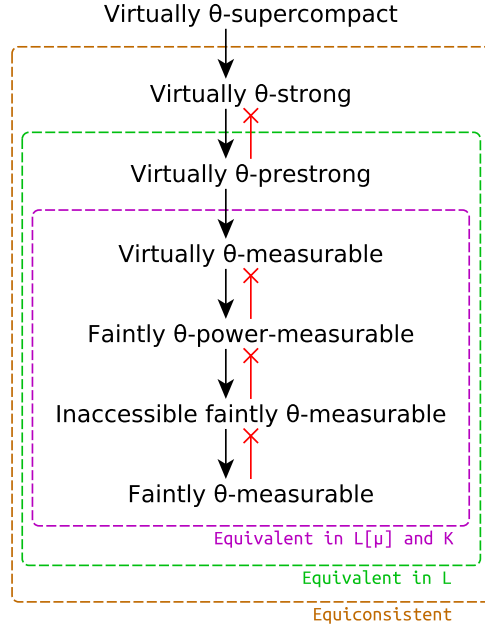 Virtually θ-supercompact
Virtually θ-strong
Virtually θ-prestrong
Virtually θ-measurable
Faintly θ-power-measurable
Inaccessible faintly θ-measurable
Faintly θ-measurable
Equivalent in L[μ] and K
Equivalent in L
Equiconsistent